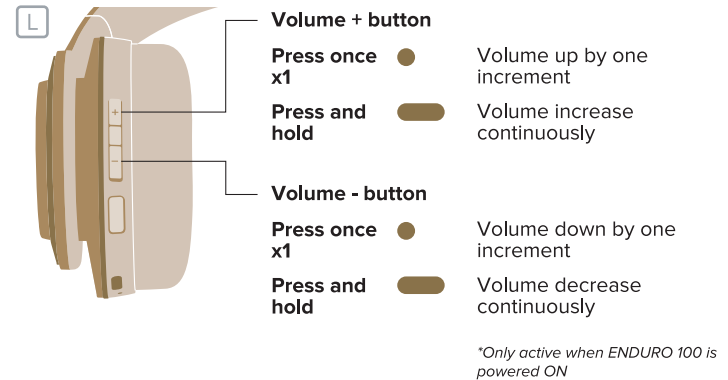 L
Volume + button
Press once
x1
Volume up by one
increment
Press and
hold
Volume increase
continuously
+
-
Volume - button
Press once
x1
Volume down by one
increment
Press and
hold
Volume decrease
continuously
*Only active when ENDURO 100 is
powered ON